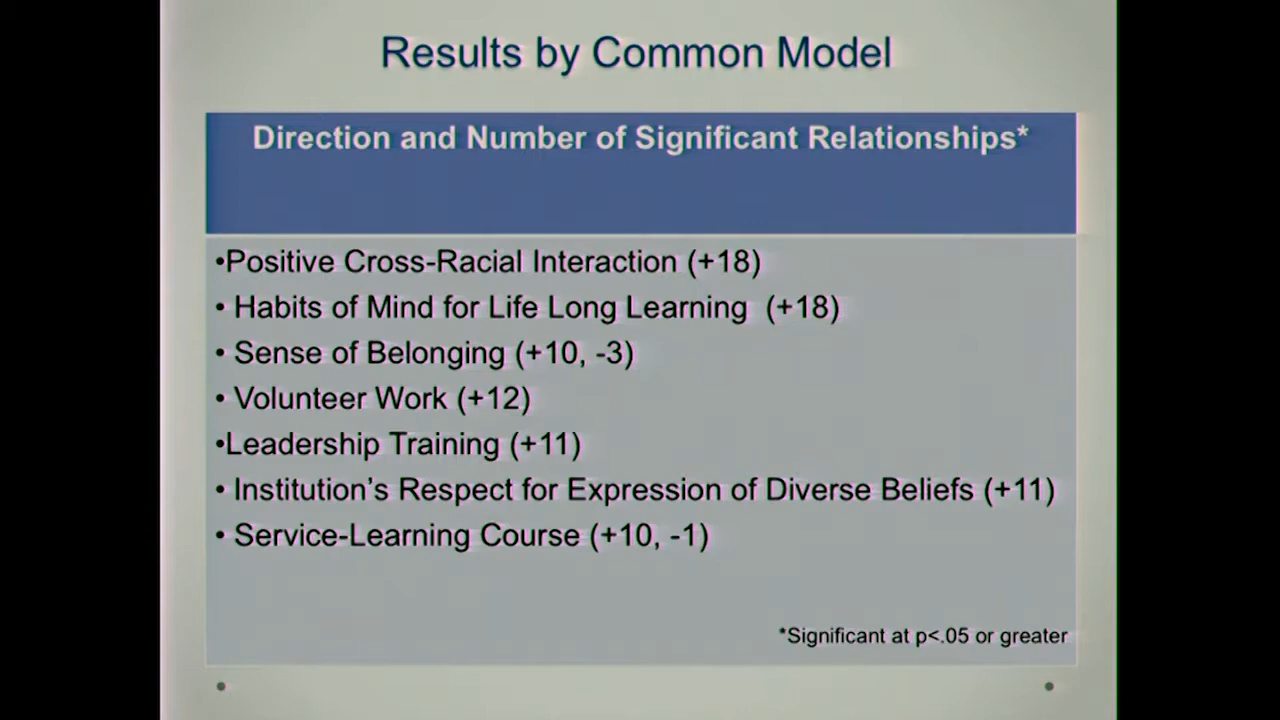 Results by Common Model
Direction and Number of Significant Relationships*
•Positive Cross-Racial Interaction (+18)
• Habits of Mind for Life Long Learning (+18)
• Sense of Belonging (+10, -3)
• Volunteer Work (+12)
•Leadership Training (+11)
• Institution’s Respect for Expression of Diverse Beliefs (+11)
• Service-Learning Course (+10, -1)
*Significant at p<.05 or greater